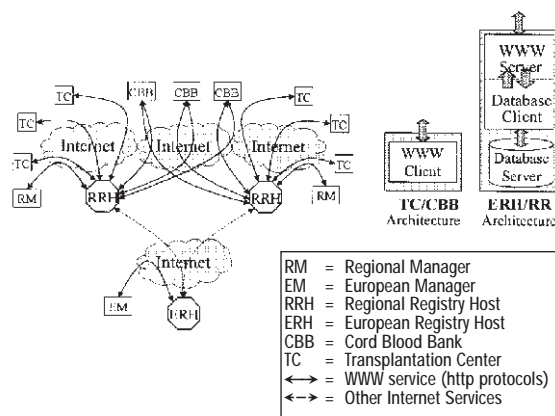 WWW
Server
TC
CBB
CBB
CBB
TC
TC
TC
Database
Client
Internet
Internet
Internet
TC
TC
WWW
Client
Database
Server
RM
RRH
RRH
RM
TC/CBB
Architecture
ERH/RR
Architecture
Internet
EM
ERH
RM = Regional Manager
EM = European Manager
RRH = Regional Registry Host
ERH = European Registry Host
CBB = Cord Blood Bank
TC = Transplantation Center
= WWW service (http protocols)
= Other Internet Services